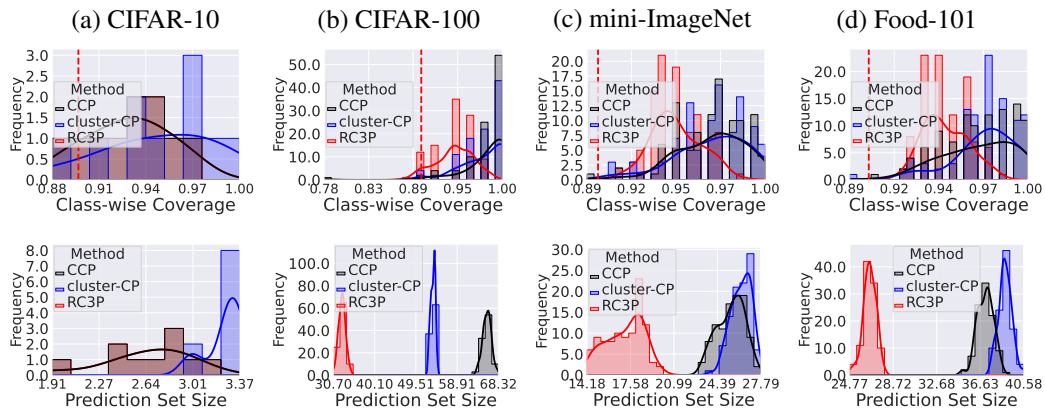 (a) CIFAR-10 (b) CIFAR-100 (c) mini-ImageNet (d) Food-101
Frequency
3.0
2.5
2.0
1.5
1.0
0.5
0.0
Method
CCP
cluster-CP
RC3P
0.88 0.91 0.94 0.97 1.00
Class-wise Coverage
Frequency
50.0
40.0
30.0
20.0
10.0
0.0
Method
CCP
cluster-CP
RC3P
0.78 0.83 0.89 0.95 1.00
Class-wise Coverage
Frequency
20.0
17.5
15.0
12.5
10.0
7.5
5.0
2.5
0.0
Method
CCP
cluster-CP
RC3P
0.89 0.92 0.95 0.97 1.00
Class-wise Coverage
Frequency
20.0
15.0
10.0
5.0
0.0
Method
CCP
cluster-CP
RC3P
0.89 0.92 0.94 0.97 1.00
Class-wise Coverage
Frequency
8.0
7.0
6.0
5.0
4.0
3.0
2.0
1.0
0.0
Method
CCP
cluster-CP
RC3P
1.91 2.27 2.64 3.01 3.37
Prediction Set Size
Frequency
100.0
80.0
60.0
40.0
20.0
0.0
Method
CCP
cluster-CP
RC3P
30.70 40.10 49.51 58.91 68.32
Prediction Set Size
Frequency
30.0
25.0
20.0
15.0
10.0
5.0
0.0
Method
CCP
cluster-CP
RC3P
14.18 17.58 20.99 24.39 27.79
Prediction Set Size
Frequency
40.0
30.0
20.0
10.0
0.0
Method
CCP
cluster-CP
RC3P
24.77 28.72 32.68 36.63 40.58
Prediction Set Size